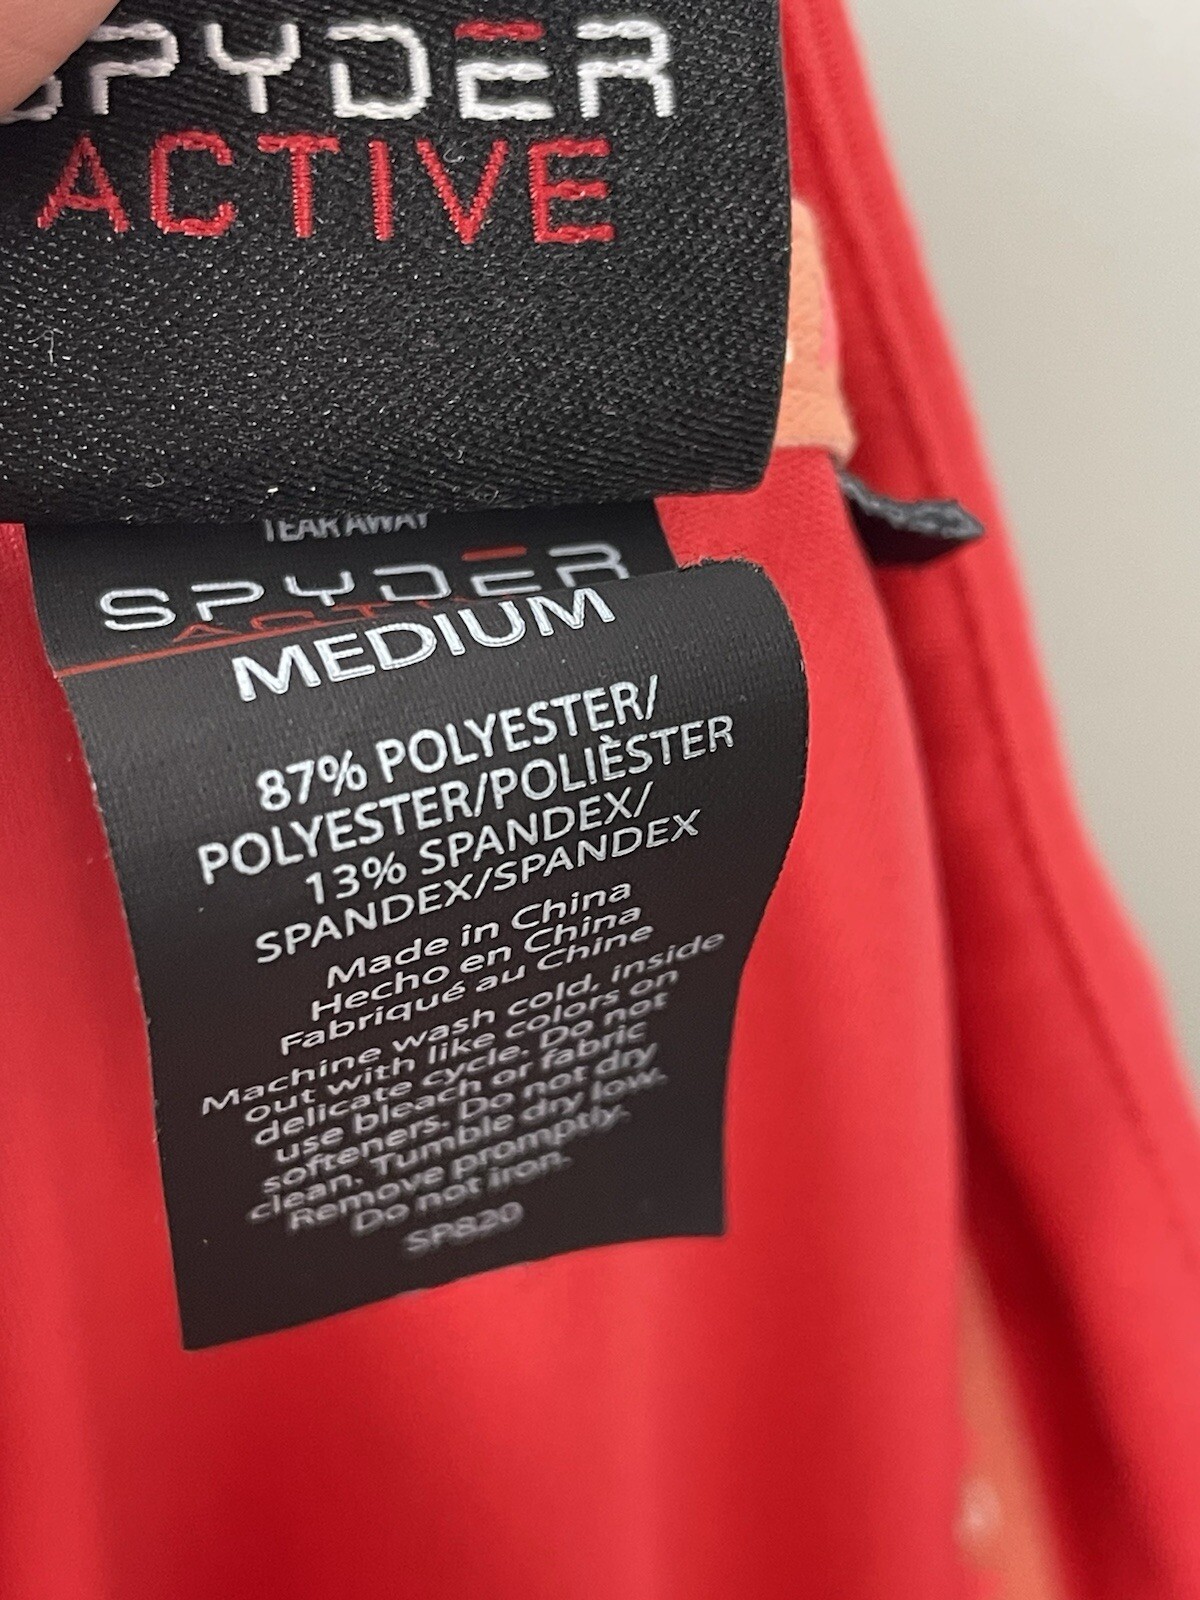 SPYDER
ACTIVE
TEAR AWAY
SPYDER
ACTIVE
MEDIUM
87% POLYESTER/
POLYESTER/POLIÈSTER
13% SPANDEX/
SPANDEX/SPANDEX
Made in China
Hecho en China
Fabriqué au Chine
Machine wash cold, inside
out with like colors on
delicate cycle. Do not
use bleach or fabric
softeners. Do not dry
clean. Tumble dry low.
Remove promptly.
Do not iron.
SP820